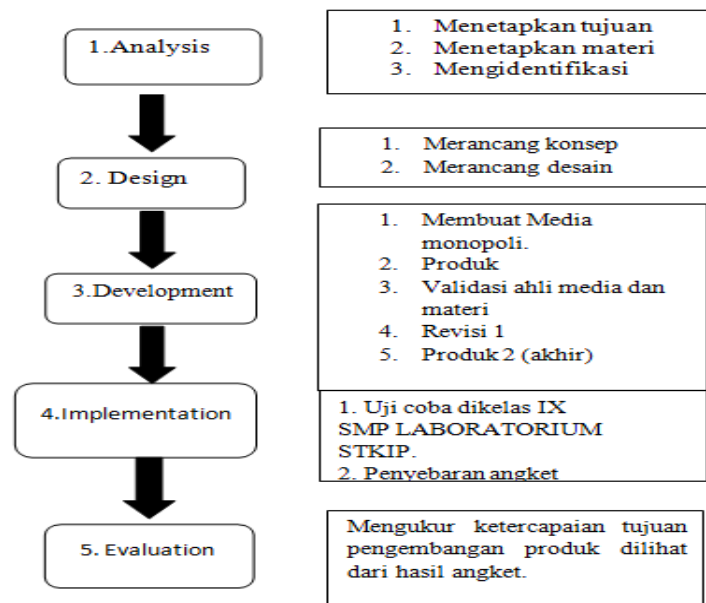 1.Analysis
1. Menetapkan tujuan
2. Menetapkan materi
3. Mengidentifikasi
2. Design
1. Merancang konsep
2. Merancang desain
3.Development
1. Membuat Media
monopoli.
2. Produk
3. Validasi ahli media dan
materi
4. Revisi 1
5. Produk 2 (akhir)
4.Implementation
1. Uji coba dikelas IX
SMP LABORATORIUM
STKIP.
2. Penyebaran angket
5. Evaluation
Mengukur ketercapaian tujuan
pengembangan produk dilihat
dari hasil angket.